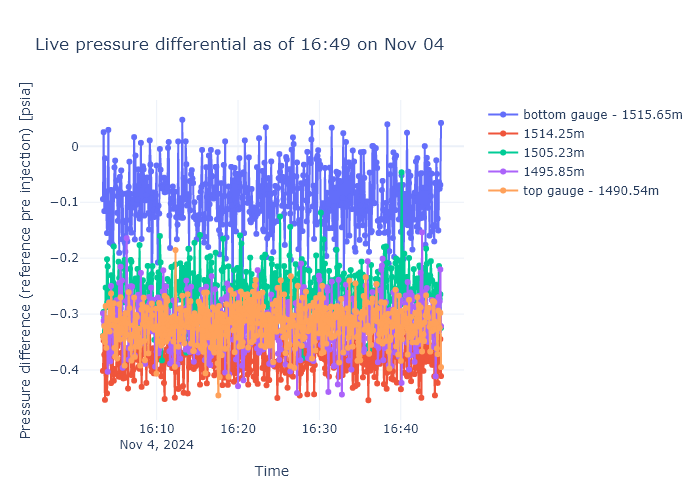 Live pressure differential as of 16:49 on Nov 04
Pressure difference (reference pre injection) [psia]
0
−0.1
−0.2
−0.3
−0.4
16:10
Nov 4, 2024
16:20
16:30
16:40
Time
bottom gauge - 1515.65m
1514.25m
1505.23m
1495.85m
top gauge - 1490.54m